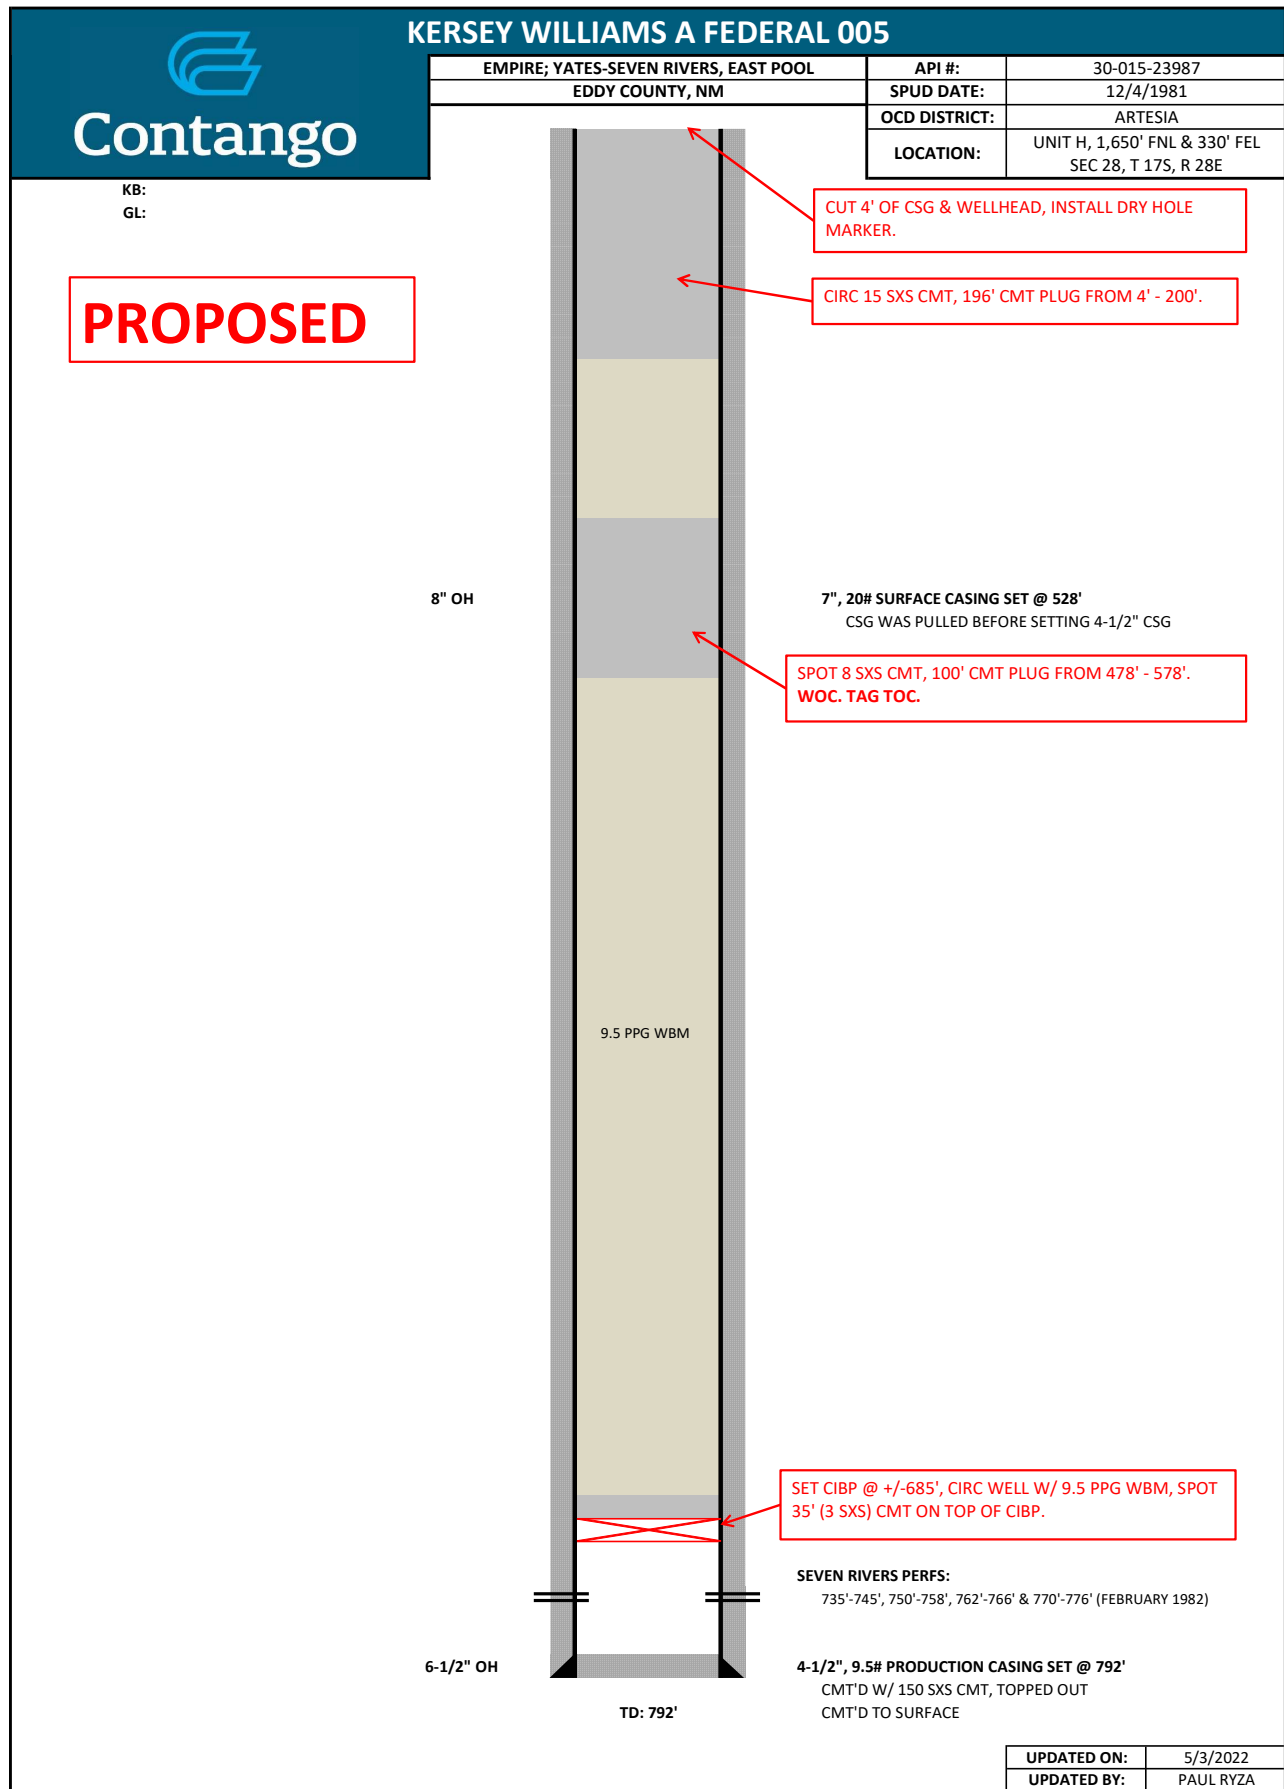 KERSEY WILLIAMS A FEDERAL 005
Contango
EMPIRE; YATES-SEVEN RIVERS, EAST POOL
EDDY COUNTY, NM
API #: 30-015-23987
SPUD DATE: 12/4/1981
OCD DISTRICT: ARTESIA
LOCATION: UNIT H, 1,650' FNL & 330' FEL
SEC 28, T 17S, R 28E
KB:
GL:
CUT 4' OF CSG & WELLHEAD, INSTALL DRY HOLE
MARKER.
PROPOSED
CIRC 15 SXS CMT, 196' CMT PLUG FROM 4' - 200'.
8" OH
7", 20# SURFACE CASING SET @ 528'
CSG WAS PULLED BEFORE SETTING 4-1/2" CSG
SPOT 8 SXS CMT, 100' CMT PLUG FROM 478' - 578'.
WOC. TAG TOC.
9.5 PPG WBM
SET CIBP @ +/-685', CIRC WELL W/ 9.5 PPG WBM, SPOT
35' (3 SXS) CMT ON TOP OF CIBP.
SEVEN RIVERS PERFS:
735'-745', 750'-758', 762'-766' & 770'-776' (FEBRUARY 1982)
6-1/2" OH
4-1/2", 9.5# PRODUCTION CASING SET @ 792'
CMT'D W/ 150 SXS CMT, TOPPED OUT
TD: 792'
CMT'D TO SURFACE
UPDATED ON: 5/3/2022
UPDATED BY: PAUL RYZA